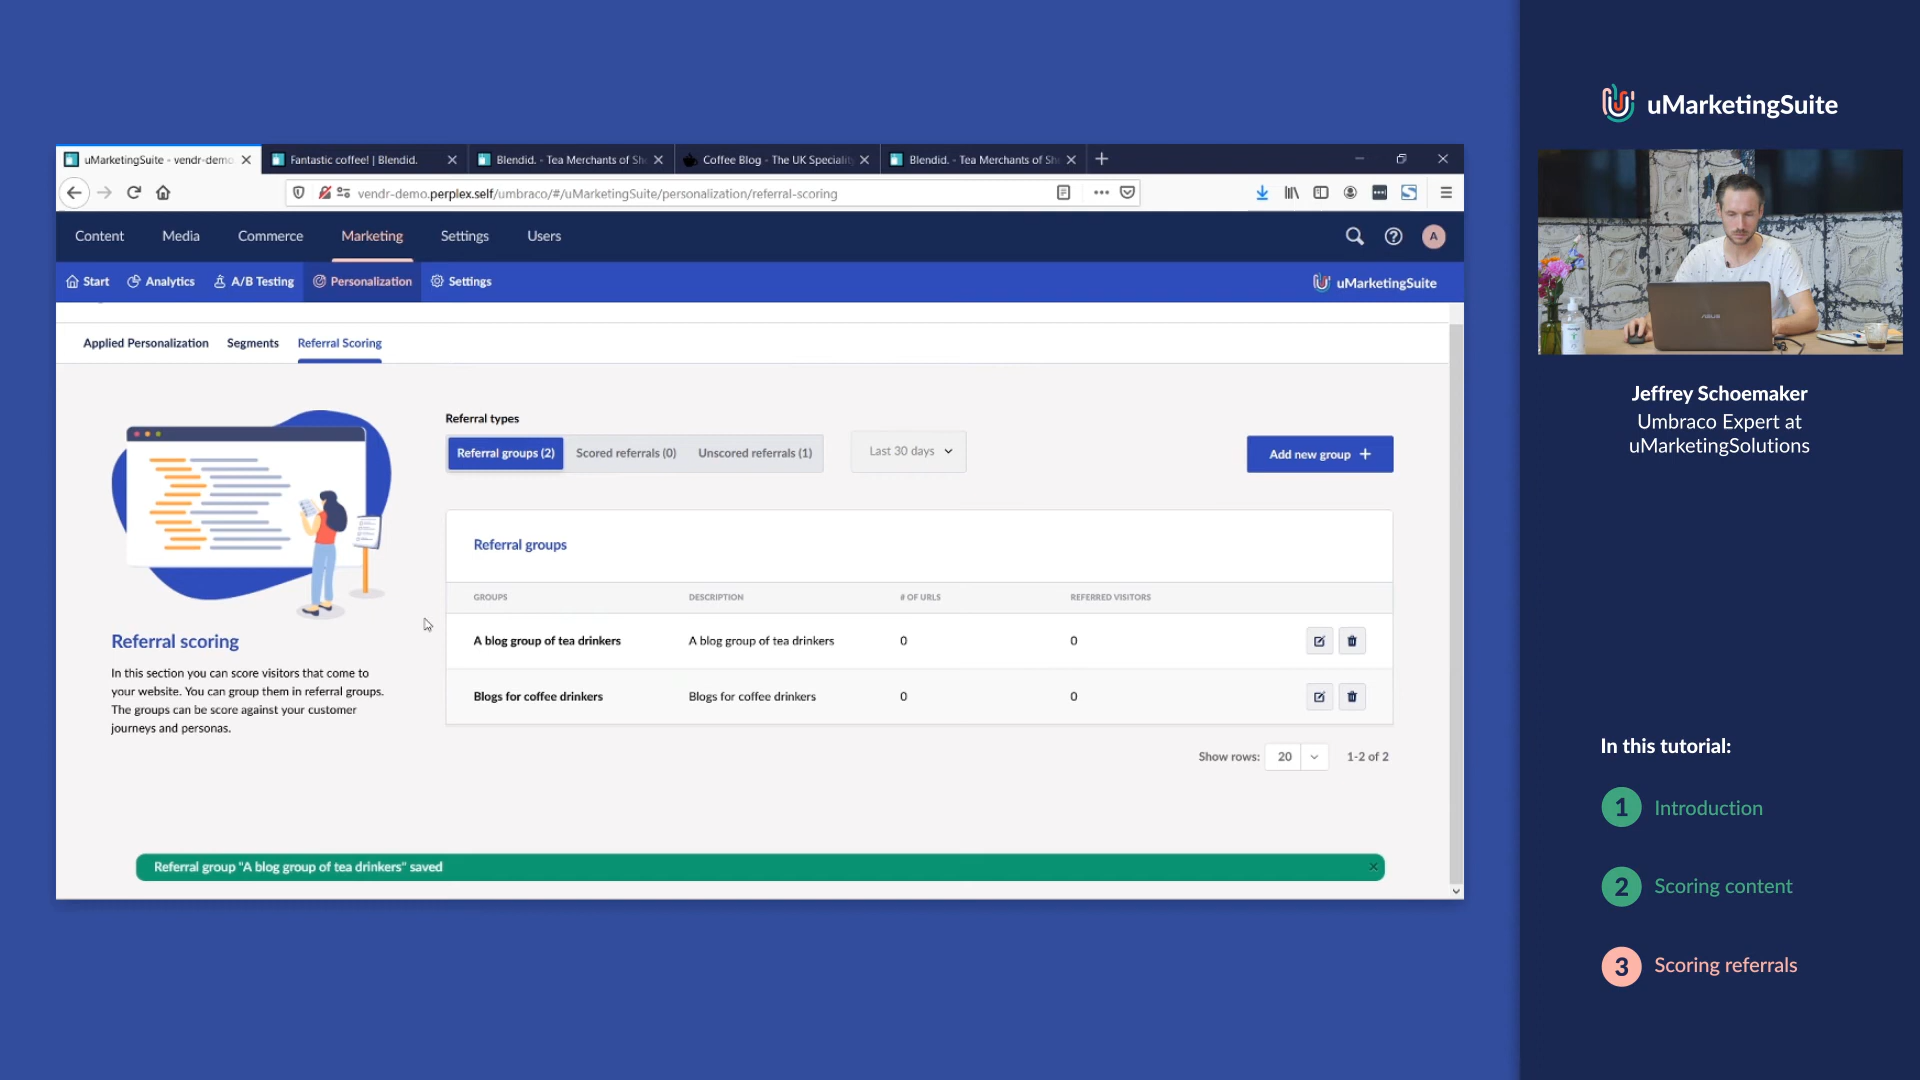 uMarketingSuite - vendr-demo
Fantastic coffee! | Blendid.
Blendid. - Tea Merchants of Sh
Coffee Blog - The UK Speciality
Blendid. - Tea Merchants of Sh
vendr-demo.perplex.self/umbraco/#/uMarketingSuite/personalization/referral-scoring
Content
Media
Commerce
Marketing
Settings
Users
A
Start
Analytics
A/B Testing
Personalization
Settings
uMarketingSuite
Applied Personalization
Segments
Referral Scoring
Referral types
Referral groups (2)
Scored referrals (0)
Unscored referrals (1)
Last 30 days
Add new group +
Referral groups
GROUPS
DESCRIPTION
# OF URLS
REFERRED VISITORS
A blog group of tea drinkers
A blog group of tea drinkers
0
0
Blogs for coffee drinkers
Blogs for coffee drinkers
0
0
Show rows:
20
1-2 of 2
Referral scoring
In this section you can score visitors that come to
your website. You can group them in referral groups.
The groups can be score against your customer
journeys and personas.
Referral group "A blog group of tea drinkers" saved
uMarketingSuite
ASUS
Jeffrey Schoemaker
Umbraco Expert at
uMarketingSolutions
In this tutorial:
1 Introduction
2 Scoring content
3 Scoring referrals